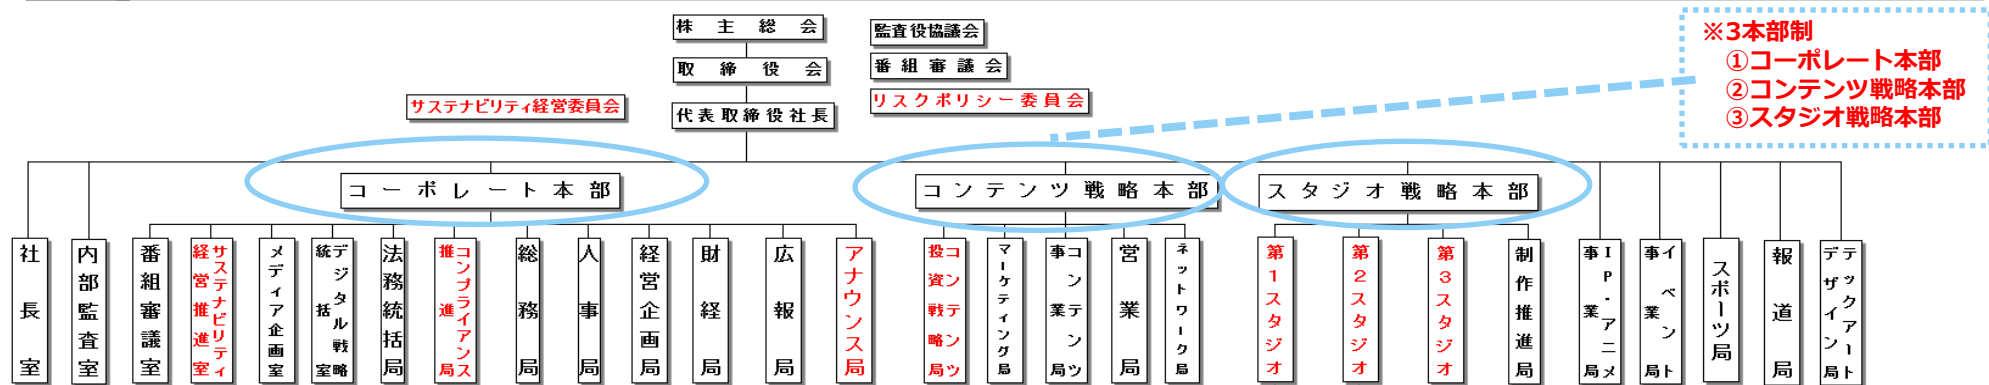 株主総会
監査役協議会
取締役会
番組審議会
サステナビリティ経営委員会
リスクポリシー委員会
代表取締役社長
※3本部制
①コーポレート本部
②コンテンツ戦略本部
③スタジオ戦略本部
コーポレート本部
コンテンツ戦略本部
スタジオ戦略本部
社長室
内部監査室
番組審議室
サステナビリティ
経営推進室
メディア企画室
デジタル戦略
統括室
法務統括局
コンプライアンス
推進局
総務局
人事局
経営企画局
財経局
広報局
アナウンス局
コンテンツ
投資戦略局
マーケティング局
コンテンツ
事業局
営業局
ネットワーク局
第1スタジオ
第2スタジオ
第3スタジオ
制作推進局
IP・アニメ
事業局
イベント
事業局
スポーツ局
報道局
テックアート
デザイン局